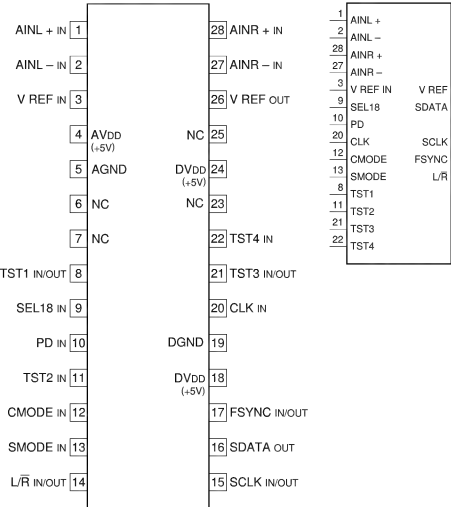 AINL + IN 1 28 AINR + IN
AINL – IN 2 27 AINR – IN
V REF IN 3 26 V REF OUT
4 AVDD NC 25
(+5V)
5 AGND DVDD 24
(+5V)
6 NC NC 23
7 NC 22 TST4 IN
TST1 IN/OUT 8 21 TST3 IN/OUT
SEL18 IN 9 20 CLK IN
PD IN 10 DGND 19
TST2 IN 11 DVDD 18
(+5V)
CMODE IN 12 17 FSYNC IN/OUT
SMODE IN 13 16 SDATA OUT
L/R̅ IN/OUT 14 15 SCLK IN/OUT
1 AINL +
2 AINL –
28 AINR +
27 AINR –
3 V REF IN V REF
9 SEL18 SDATA
10 PD
20 CLK SCLK
12 CMODE FSYNC
13 SMODE L/R̅
8 TST1
11 TST2
21 TST3
22 TST4